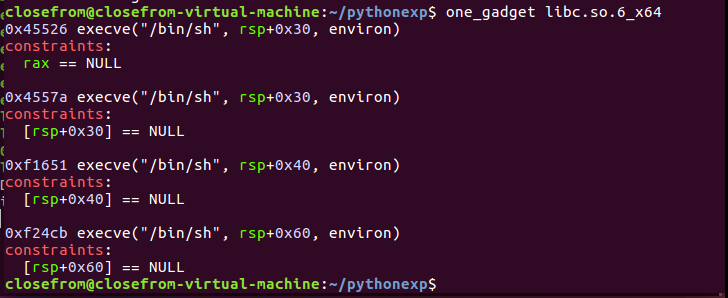 closefrom@closefrom-virtual-machine:~/pythonexp$ one_gadget libc.so.6_x64
0x45526 execve("/bin/sh", rsp+0x30, environ)
constraints:
  rax == NULL

0x4557a execve("/bin/sh", rsp+0x30, environ)
constraints:
  [rsp+0x30] == NULL

0xf1651 execve("/bin/sh", rsp+0x40, environ)
constraints:
  [rsp+0x40] == NULL

0xf24cb execve("/bin/sh", rsp+0x60, environ)
constraints:
  [rsp+0x60] == NULL
closefrom@closefrom-virtual-machine:~/pythonexp$